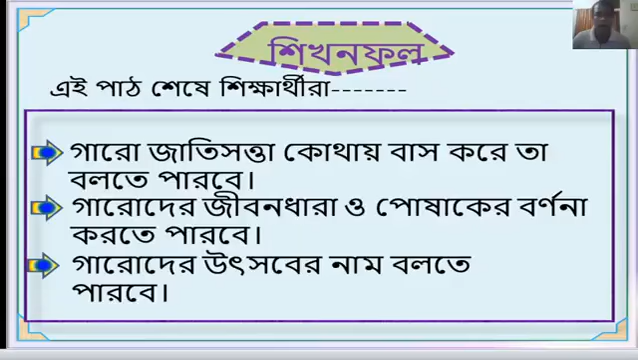 শিখনফল
এই পাঠ শেষে শিক্ষার্থীরা-------
গারো জাতিসত্তা কোথায় বাস করে তা
বলতে পারবে।
গারোদের জীবনধারা ও পোষাকের বর্ণনা
করতে পারবে।
গারোদের উৎসবের নাম বলতে
পারবে।